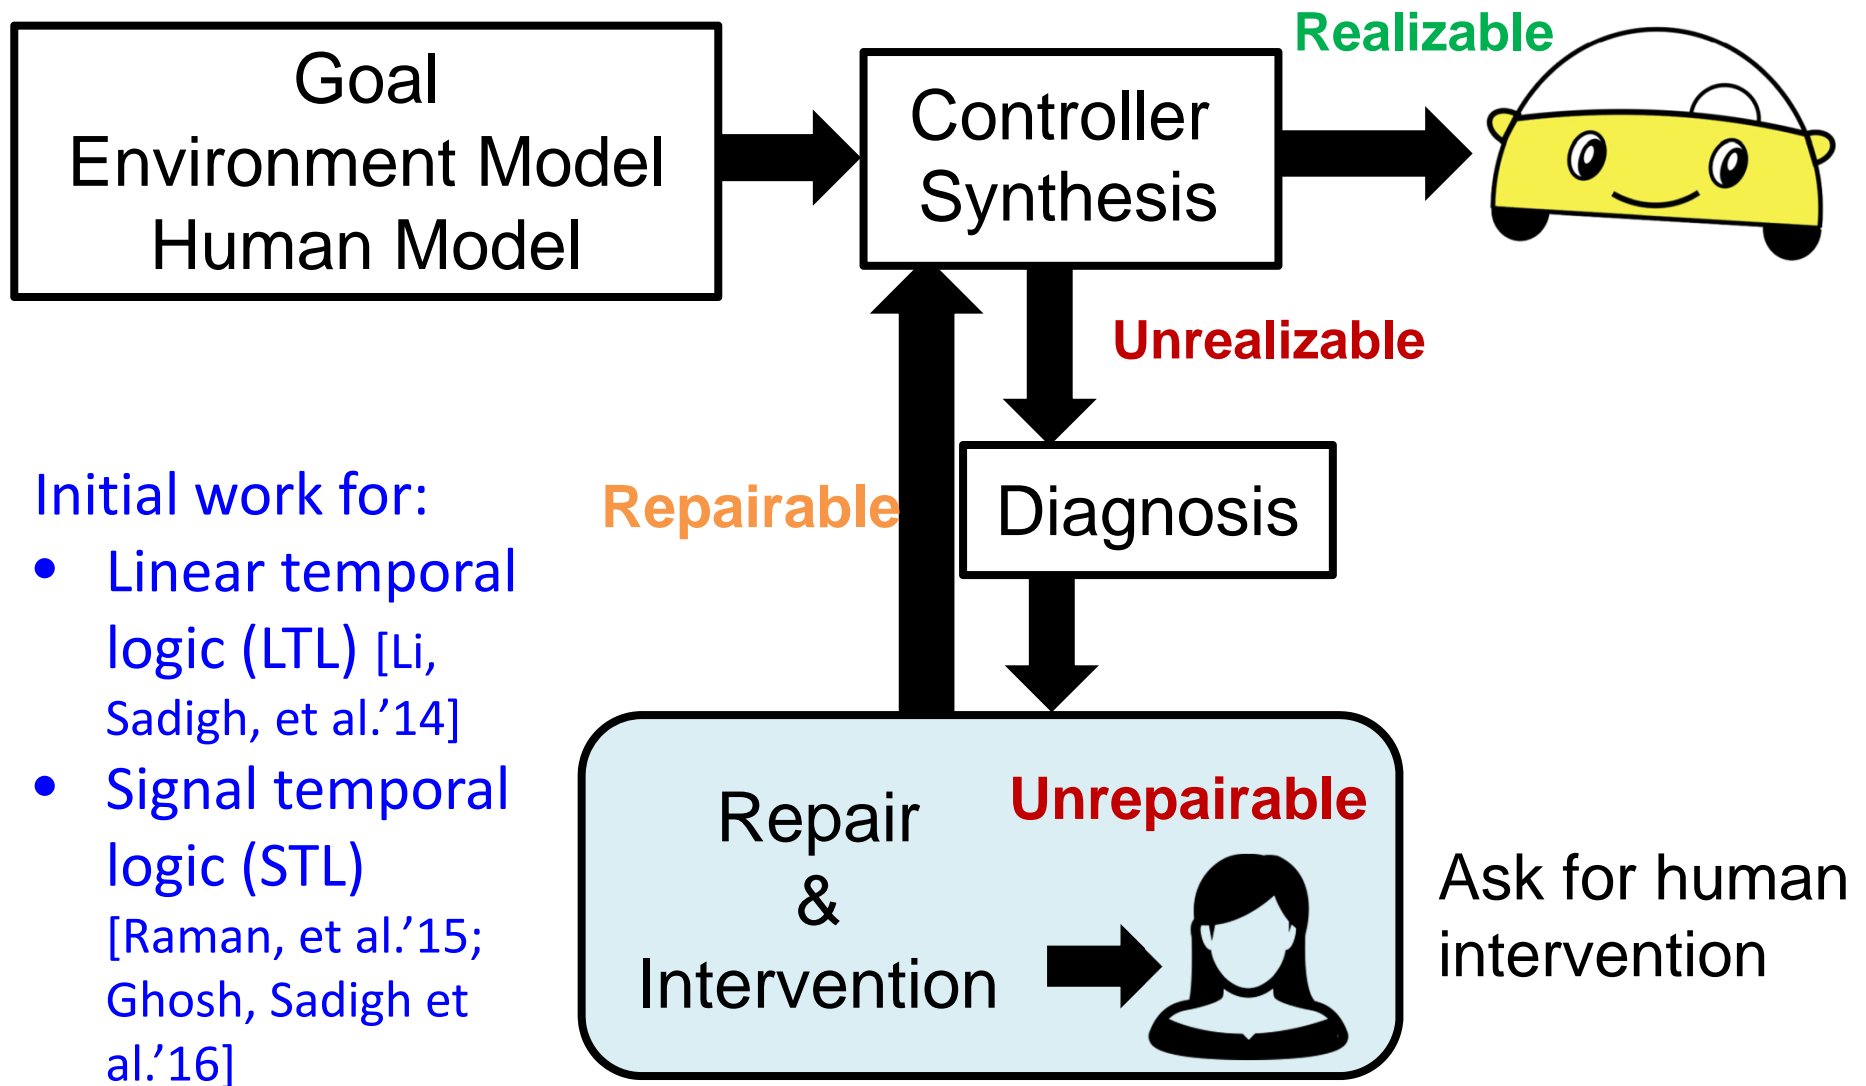 Goal
Environment Model
Human Model
Controller
Synthesis
Realizable
Unrealizable
Repairable
Diagnosis
Initial work for:
• Linear temporal
logic (LTL) [Li,
Sadigh, et al.’14]
• Signal temporal
logic (STL)
[Raman, et al.’15;
Ghosh, Sadigh et
al.’16]
Repair
&
Intervention
Unrepairable
Ask for human
intervention